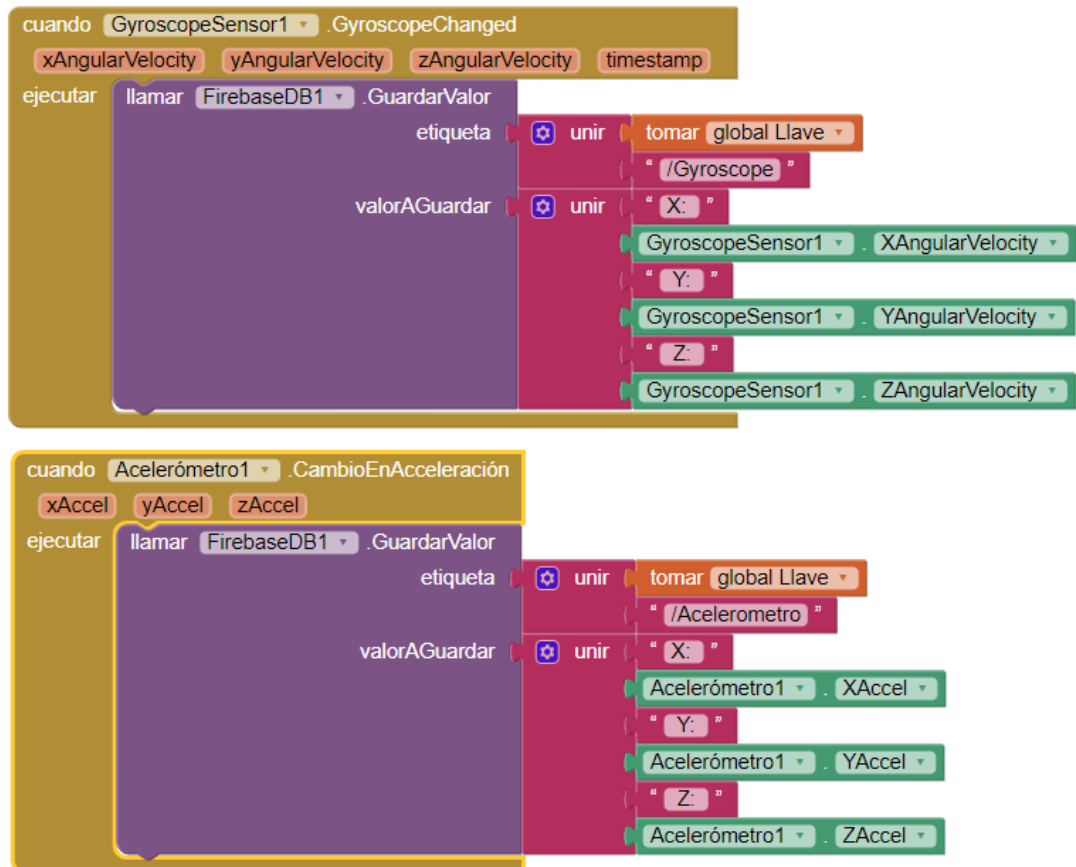 cuando GyroscopeSensor1 .GyroscopeChanged
xAngularVelocity yAngularVelocity zAngularVelocity timestamp
ejecutar llamar FirebaseDB1 .GuardarValor
etiqueta unir tomar global Llave
“ /Gyroscope ”
valorAGuardar unir “ X: ”
GyroscopeSensor1 . XAngularVelocity
“ Y: ”
GyroscopeSensor1 . YAngularVelocity
“ Z: ”
GyroscopeSensor1 . ZAngularVelocity
cuando Acelerómetro1 .CambioEnAcceleración
xAccel yAccel zAccel
ejecutar llamar FirebaseDB1 .GuardarValor
etiqueta unir tomar global Llave
“ /Acelerometro ”
valorAGuardar unir “ X: ”
Acelerómetro1 . XAccel
“ Y: ”
Acelerómetro1 . YAccel
“ Z: ”
Acelerómetro1 . ZAccel